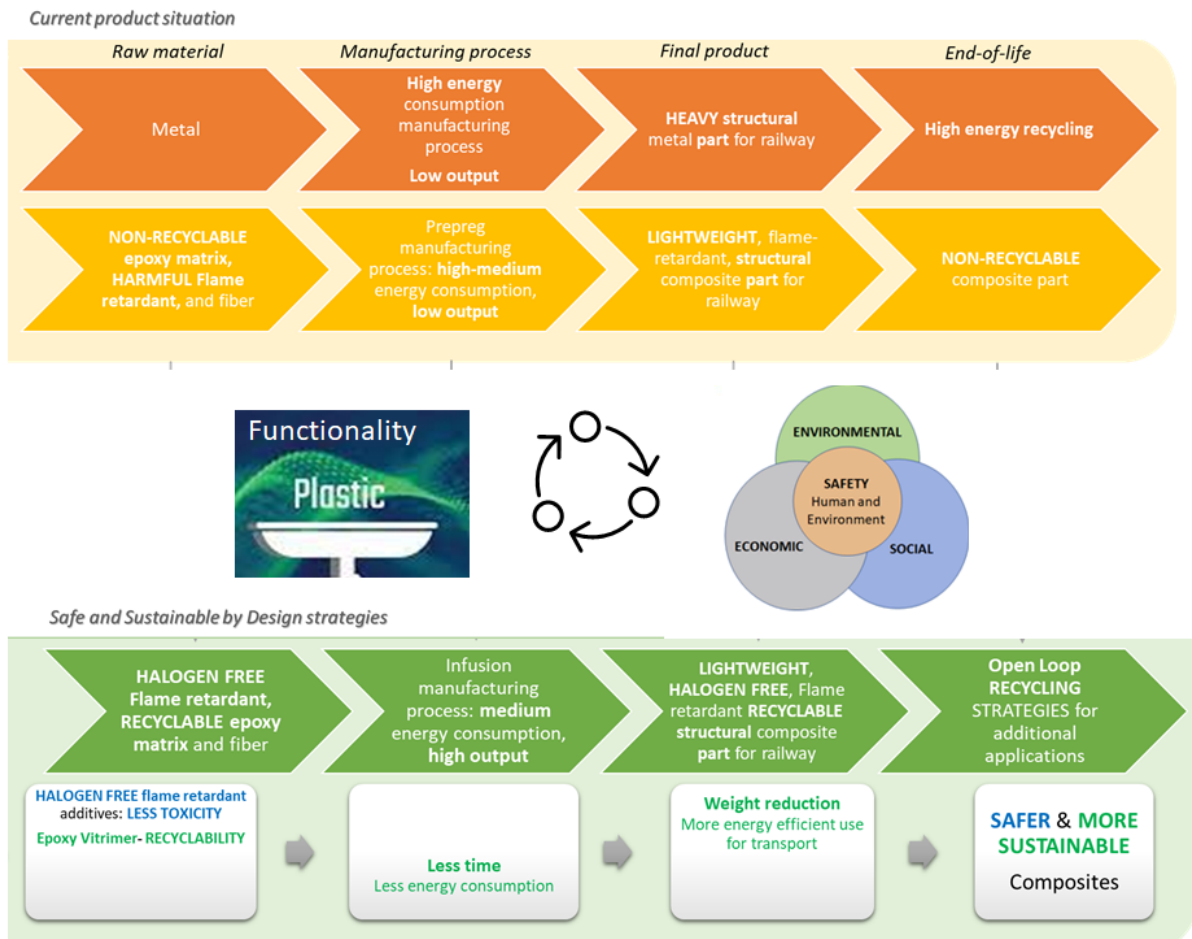 Current product situation
Raw material
Manufacturing process
Final product
End-of-life
Metal
High energy
consumption
manufacturing
process
Low output
HEAVY structural
metal part for railway
High energy recycling
NON-RECYCLABLE
epoxy matrix,
HARMFUL Flame
retardant, and fiber
Prepreg
manufacturing
process: high-medium
energy consumption,
low output
LIGHTWEIGHT, flame-
retardant, structural
composite part for
railway
NON-RECYCLABLE
composite part
Functionality
Plastic
ENVIRONMENTAL
SAFETY
Human and
Environment
ECONOMIC
SOCIAL
Safe and Sustainable by Design strategies
HALOGEN FREE
Flame retardant,
RECYCLABLE epoxy
matrix and fiber
Infusion
manufacturing
process: medium
energy consumption,
high output
LIGHTWEIGHT,
HALOGEN FREE, Flame
retardant RECYCLABLE
structural composite
part for railway
Open Loop
RECYCLING
STRATEGIES for
additional
applications
HALOGEN FREE flame retardant
additives: LESS TOXICITY
Epoxy Vitrimer- RECYCLABILITY
Less time
Less energy consumption
Weight reduction
More energy efficient use
for transport
SAFER & MORE
SUSTAINABLE
Composites